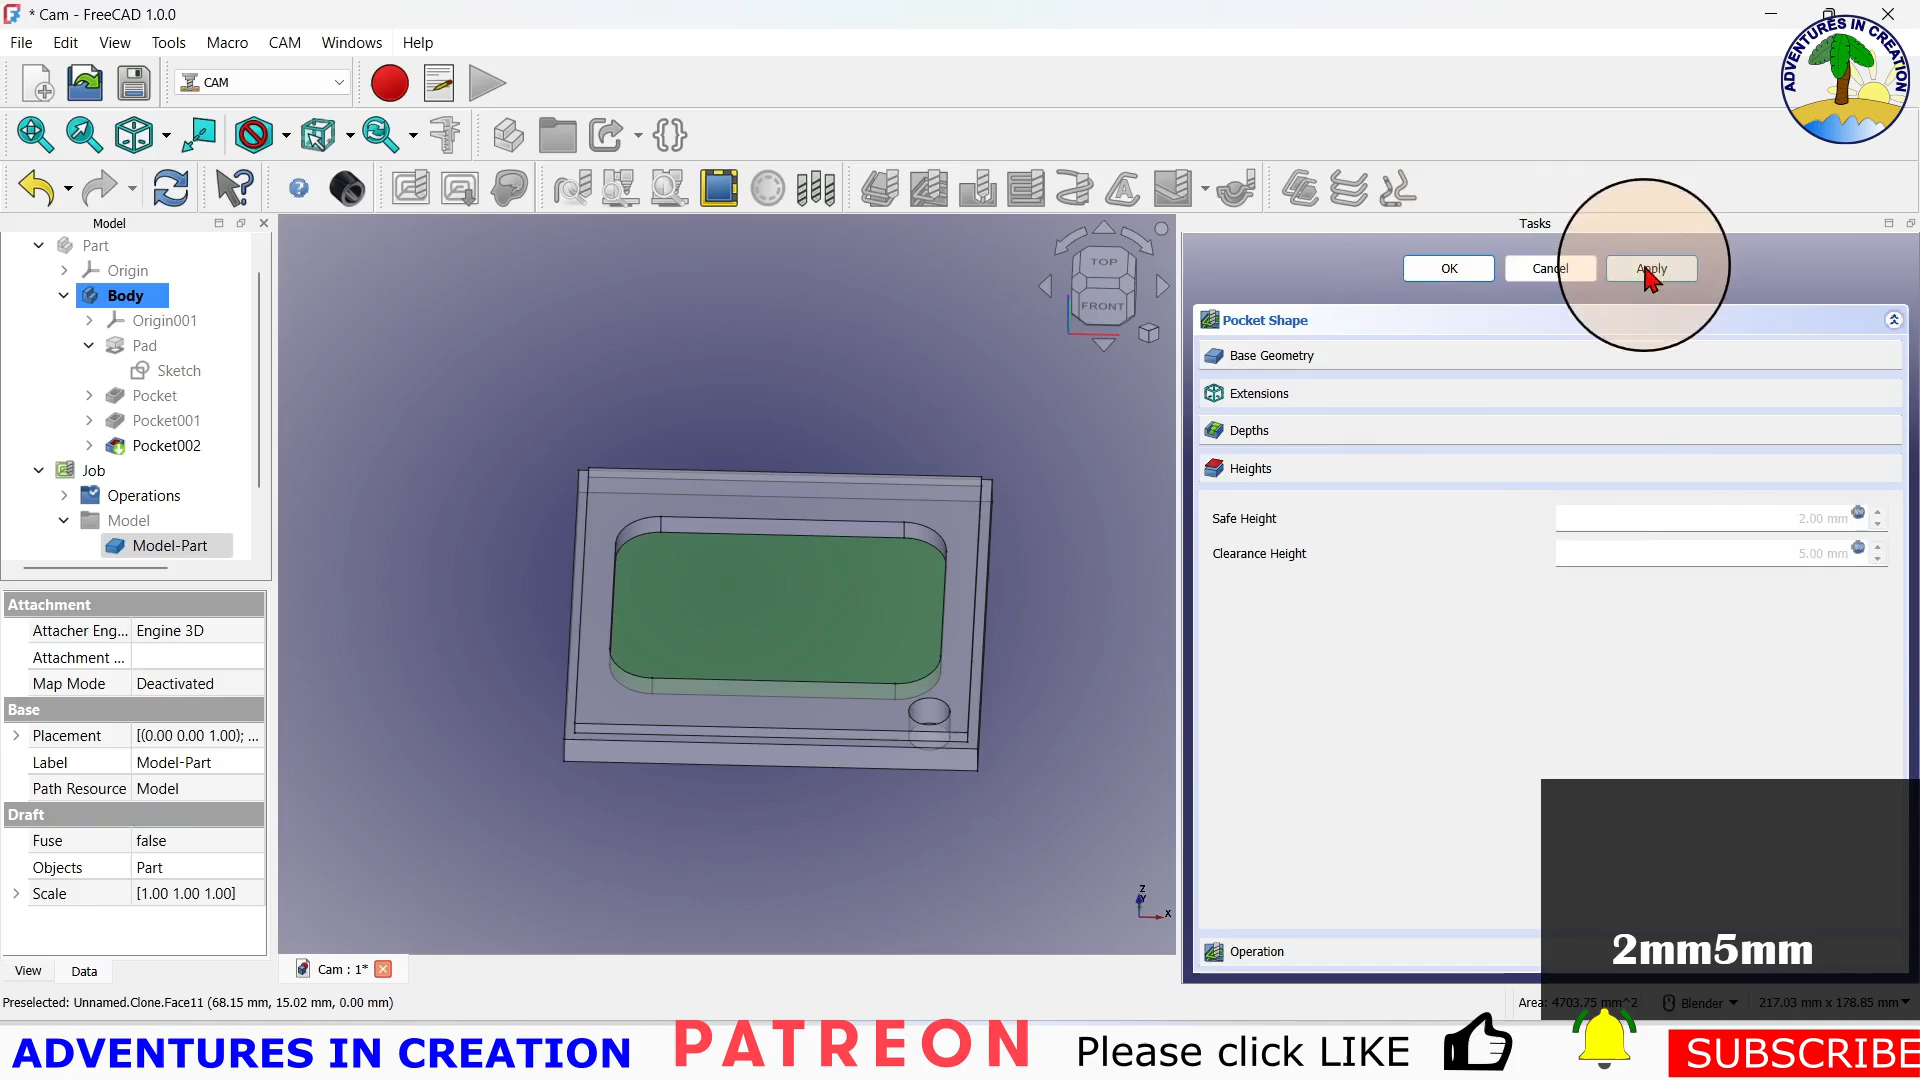 * Cam - FreeCAD 1.0.0
File Edit View Tools Macro CAM Windows Help
ADVENTURES IN CREATION
CAM
Model
Tasks
Part
Origin
Body
Origin001
Pad
Sketch
Pocket
Pocket001
Pocket002
Job
Operations
Model
Model-Part
TOP
FRONT
OK Cancel Apply
Pocket Shape
Base Geometry
Extensions
Depths
Heights
Safe Height 2.00 mm
Clearance Height 5.00 mm
Operation
Attachment
Attacher Eng... Engine 3D
Attachment ...
Map Mode Deactivated
Base
Placement [(0.00 0.00 1.00); ...
Label Model-Part
Path Resource Model
Draft
Fuse false
Objects Part
Scale [1.00 1.00 1.00]
Z
Y
X
View Data
Cam : 1*
2mm5mm
Preselected: Unnamed.Clone.Face11 (68.15 mm, 15.02 mm, 0.00 mm)
Area: 4703.75 mm^2 Blender 217.03 mm x 178.85 mm
ADVENTURES IN CREATION PATREON Please click LIKE SUBSCRIBE